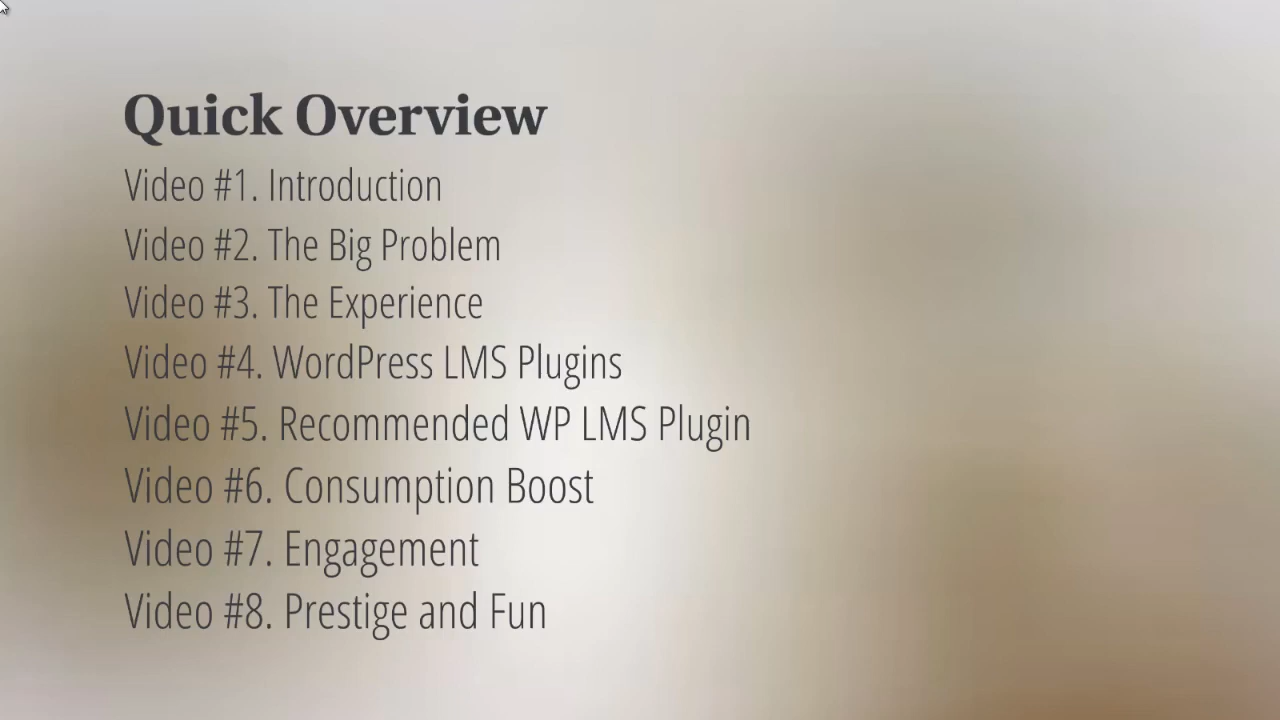 Quick Overview
Video #1. Introduction
Video #2. The Big Problem
Video #3. The Experience
Video #4. WordPress LMS Plugins
Video #5. Recommended WP LMS Plugin
Video #6. Consumption Boost
Video #7. Engagement
Video #8. Prestige and Fun